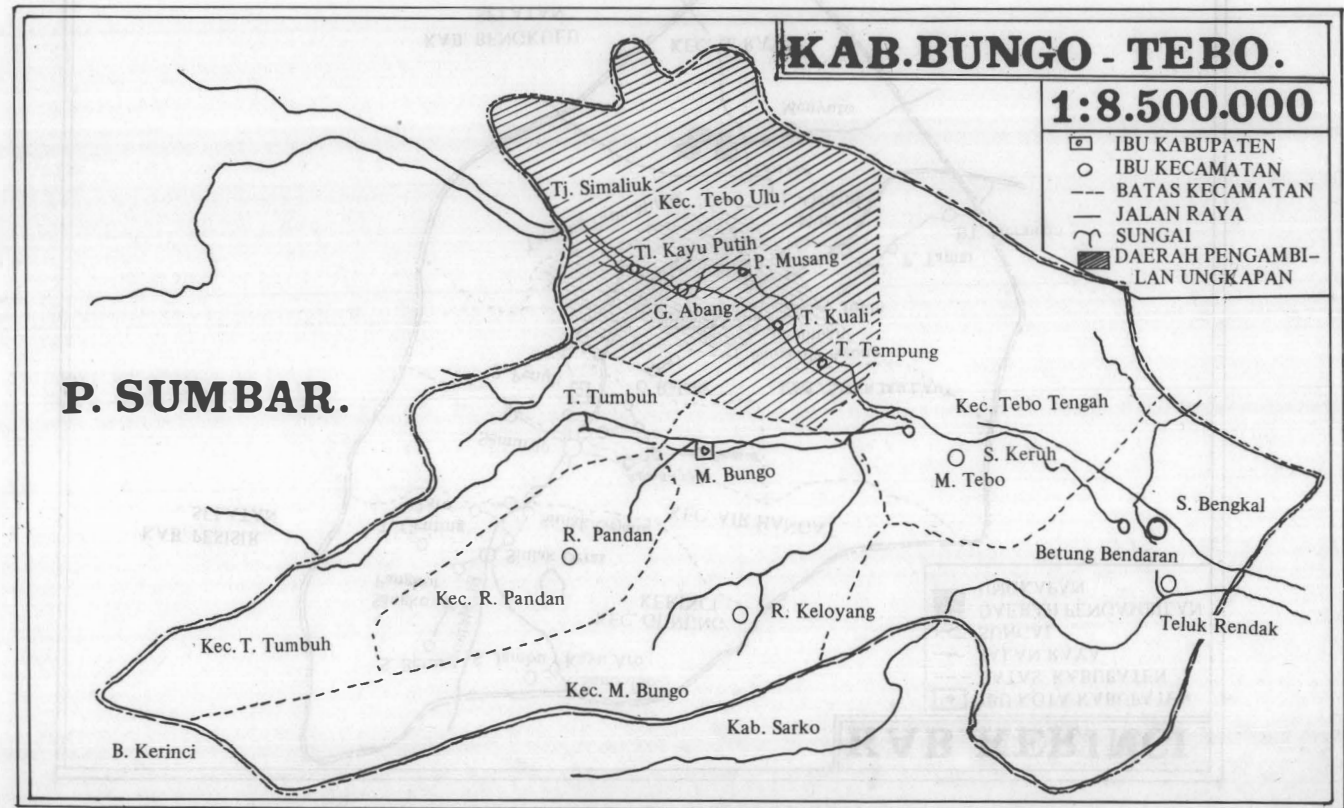 KAB.BUNGO - TEBO.
1:8.500.000
IBU KABUPATEN
IBU KECAMATAN
BATAS KECAMATAN
JALAN RAYA
SUNGAI
DAERAH PENGAMBI-
LAN UNGKAPAN
Tj. Simaliuk
Kec. Tebo Ulu
Tl. Kayu Putih
P. Musang
G. Abang
T. Kuali
T. Tempung
P. SUMBAR.
T. Tumbuh
Kec. Tebo Tengah
M. Bungo
S. Keruh
M. Tebo
S. Bengkal
R. Pandan
Betung Bendaran
Kec. R. Pandan
R. Keloyang
Teluk Rendak
Kec. T. Tumbuh
Kec. M. Bungo
Kab. Sarko
B. Kerinci